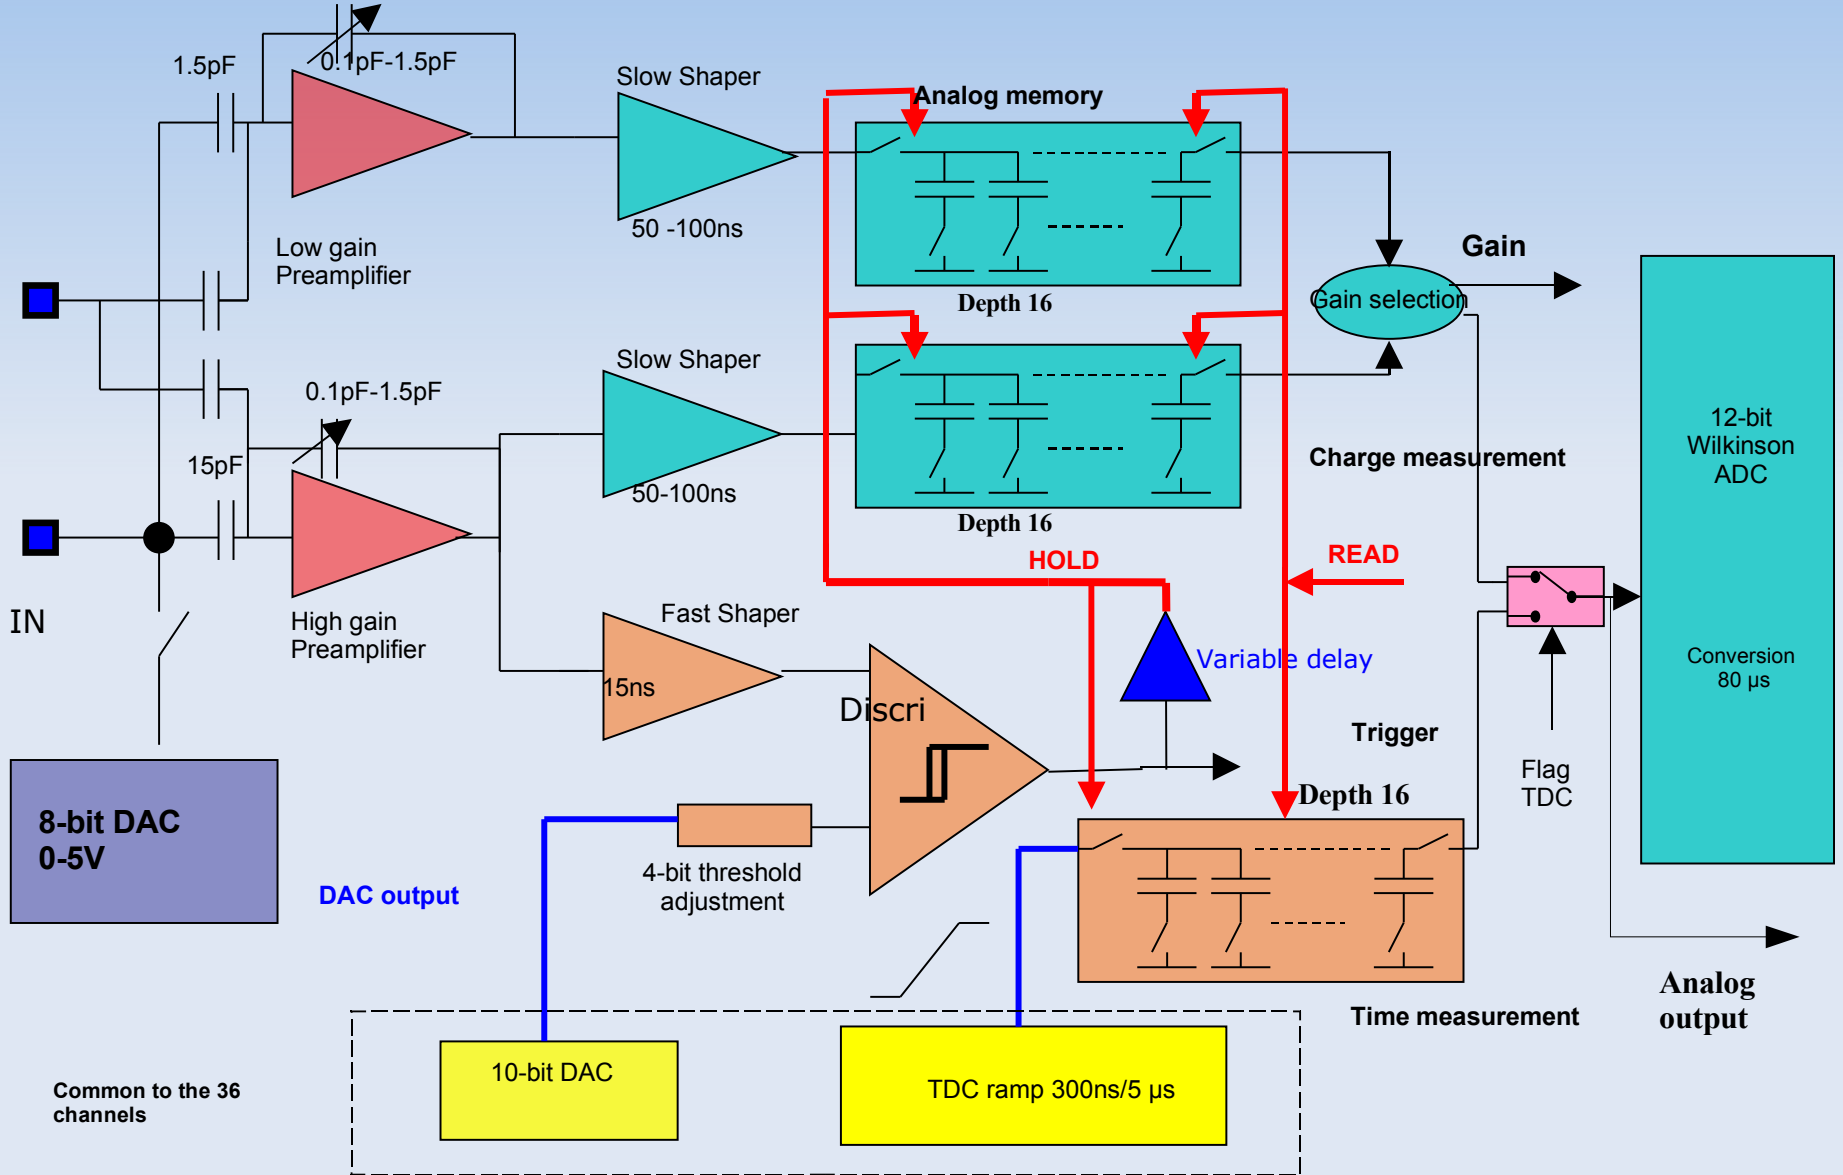 1.5pF
0.1pF-1.5pF
Slow Shaper
Analog memory
50 -100ns
Low gain
Preamplifier
Depth 16
Gain
Gain selection
Slow Shaper
0.1pF-1.5pF
15pF
50-100ns
Depth 16
Charge measurement
12-bit
Wilkinson
ADC
HOLD
READ
IN
High gain
Preamplifier
Fast Shaper
15ns
Discri
Variable delay
Conversion
80 µs
Trigger
Flag
TDC
Depth 16
8-bit DAC
0-5V
DAC output
4-bit threshold
adjustment
Analog
output
Time measurement
10-bit DAC
TDC ramp 300ns/5 µs
Common to the 36
channels